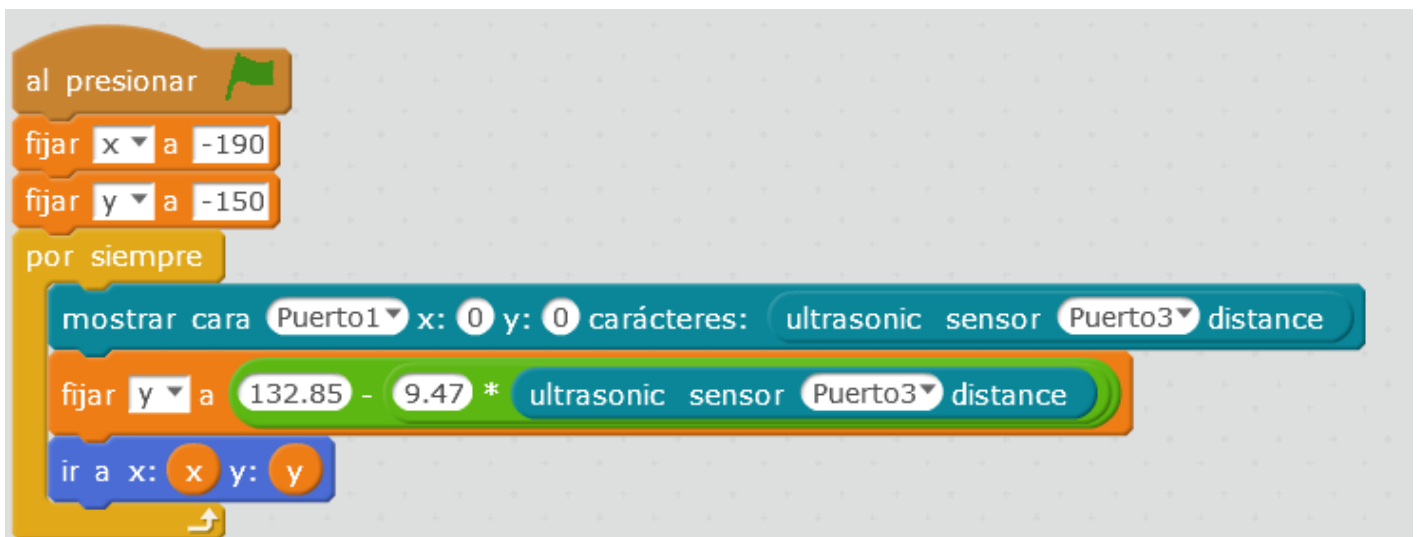 al presionar
fijar x a -190
fijar y a -150
por siempre
mostrar cara Puerto1 x: 0 y: 0 carácteres: ultrasonic sensor Puerto3 distance
fijar y a 132.85 - 9.47 * ultrasonic sensor Puerto3 distance
ir a x: x y: y